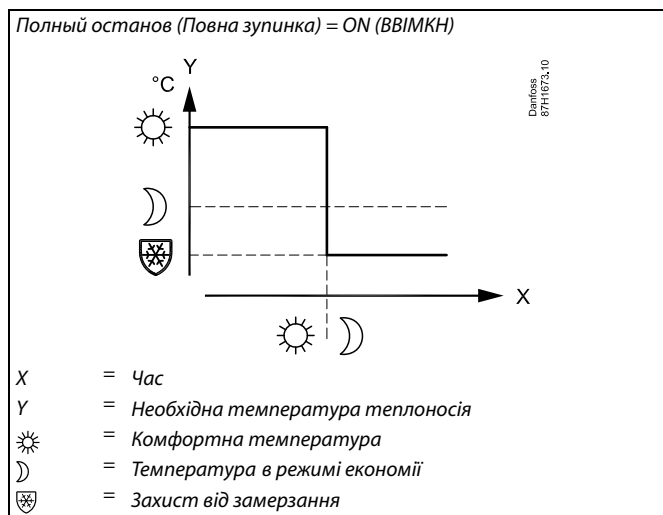 Полный останов (Повна зупинка) = ON (ВВІМКН)
Y
°C
Danfoss
87H1673.10
X
X = Час
Y = Необхідна температура теплоносія
= Комфортна температура
= Температура в режимі економії
= Захист від замерзання